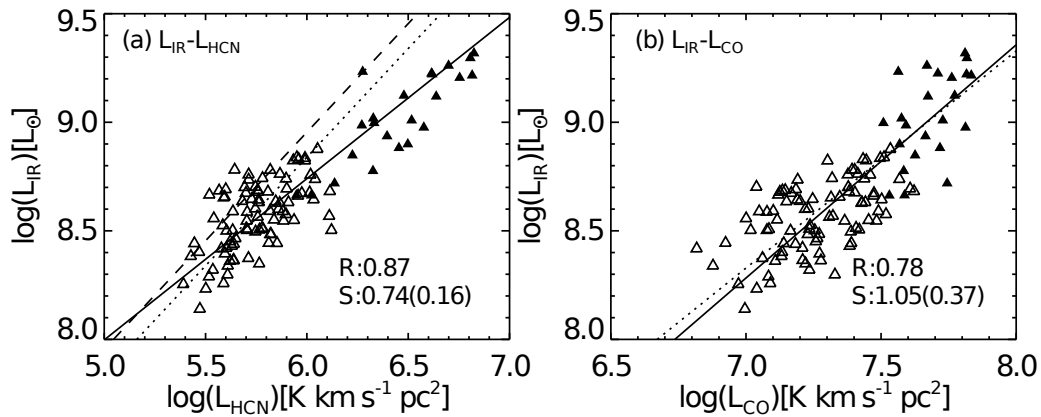 (a) L_IR-L_HCN
R:0.87
S:0.74(0.16)
log(L_IR)[L_⊙]
9.5
9.0
8.5
8.0
5.0 5.5 6.0 6.5 7.0
log(L_HCN)[K km s^-1 pc^2]
(b) L_IR-L_CO
R:0.78
S:1.05(0.37)
log(L_IR)[L_⊙]
9.5
9.0
8.5
8.0
6.5 7.0 7.5 8.0
log(L_CO)[K km s^-1 pc^2]